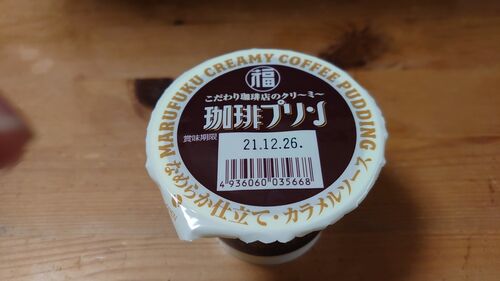 MARUFUKU CREAMY COFFEE PUDDING
福
こだわり珈琲店のクリ〜ミ〜
珈琲プリン
賞味期限
21.12.26.
4 936060 035668
なめらか仕立て・カラメルソース